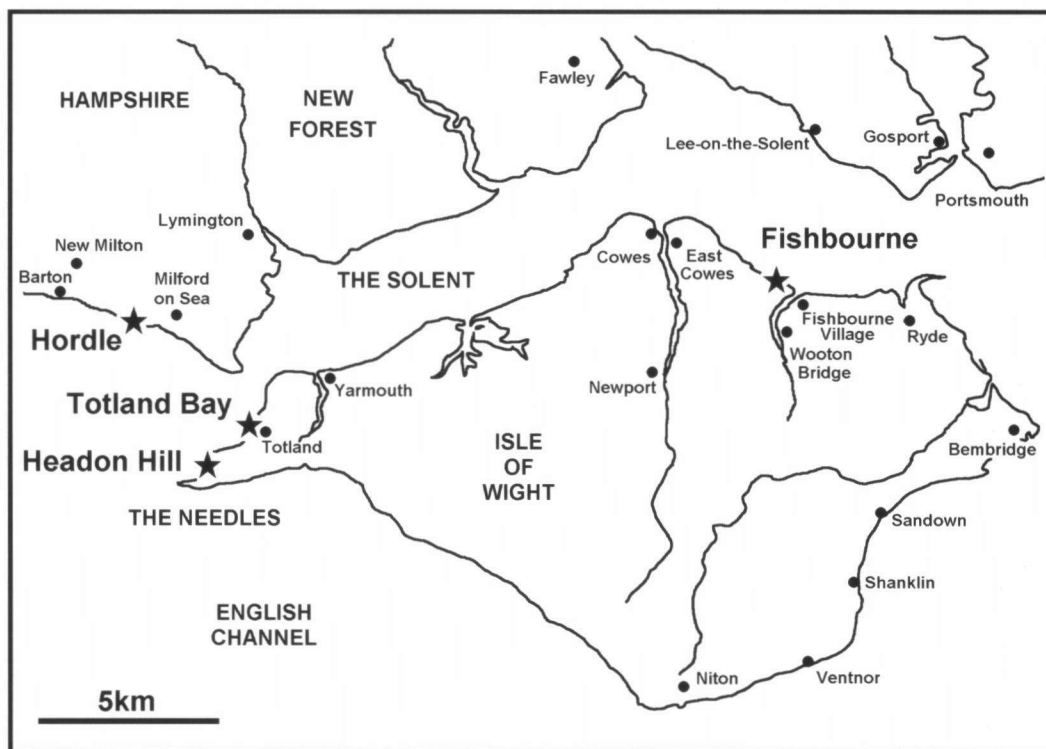 HAMPSHIRE
NEW
FOREST
Fawley
Lee-on-the-Solent
Gosport
Portsmouth
Lymington
New Milton
Barton
Milford
on Sea
Hordle
THE SOLENT
Cowes
East
Cowes
Fishbourne
Fishbourne
Village
Wooton
Bridge
Ryde
Totland Bay
Yarmouth
Newport
Totland
Headon Hill
ISLE
OF
WIGHT
Bembridge
THE NEEDLES
Sandown
Shanklin
ENGLISH
CHANNEL
Niton
Ventnor
5km